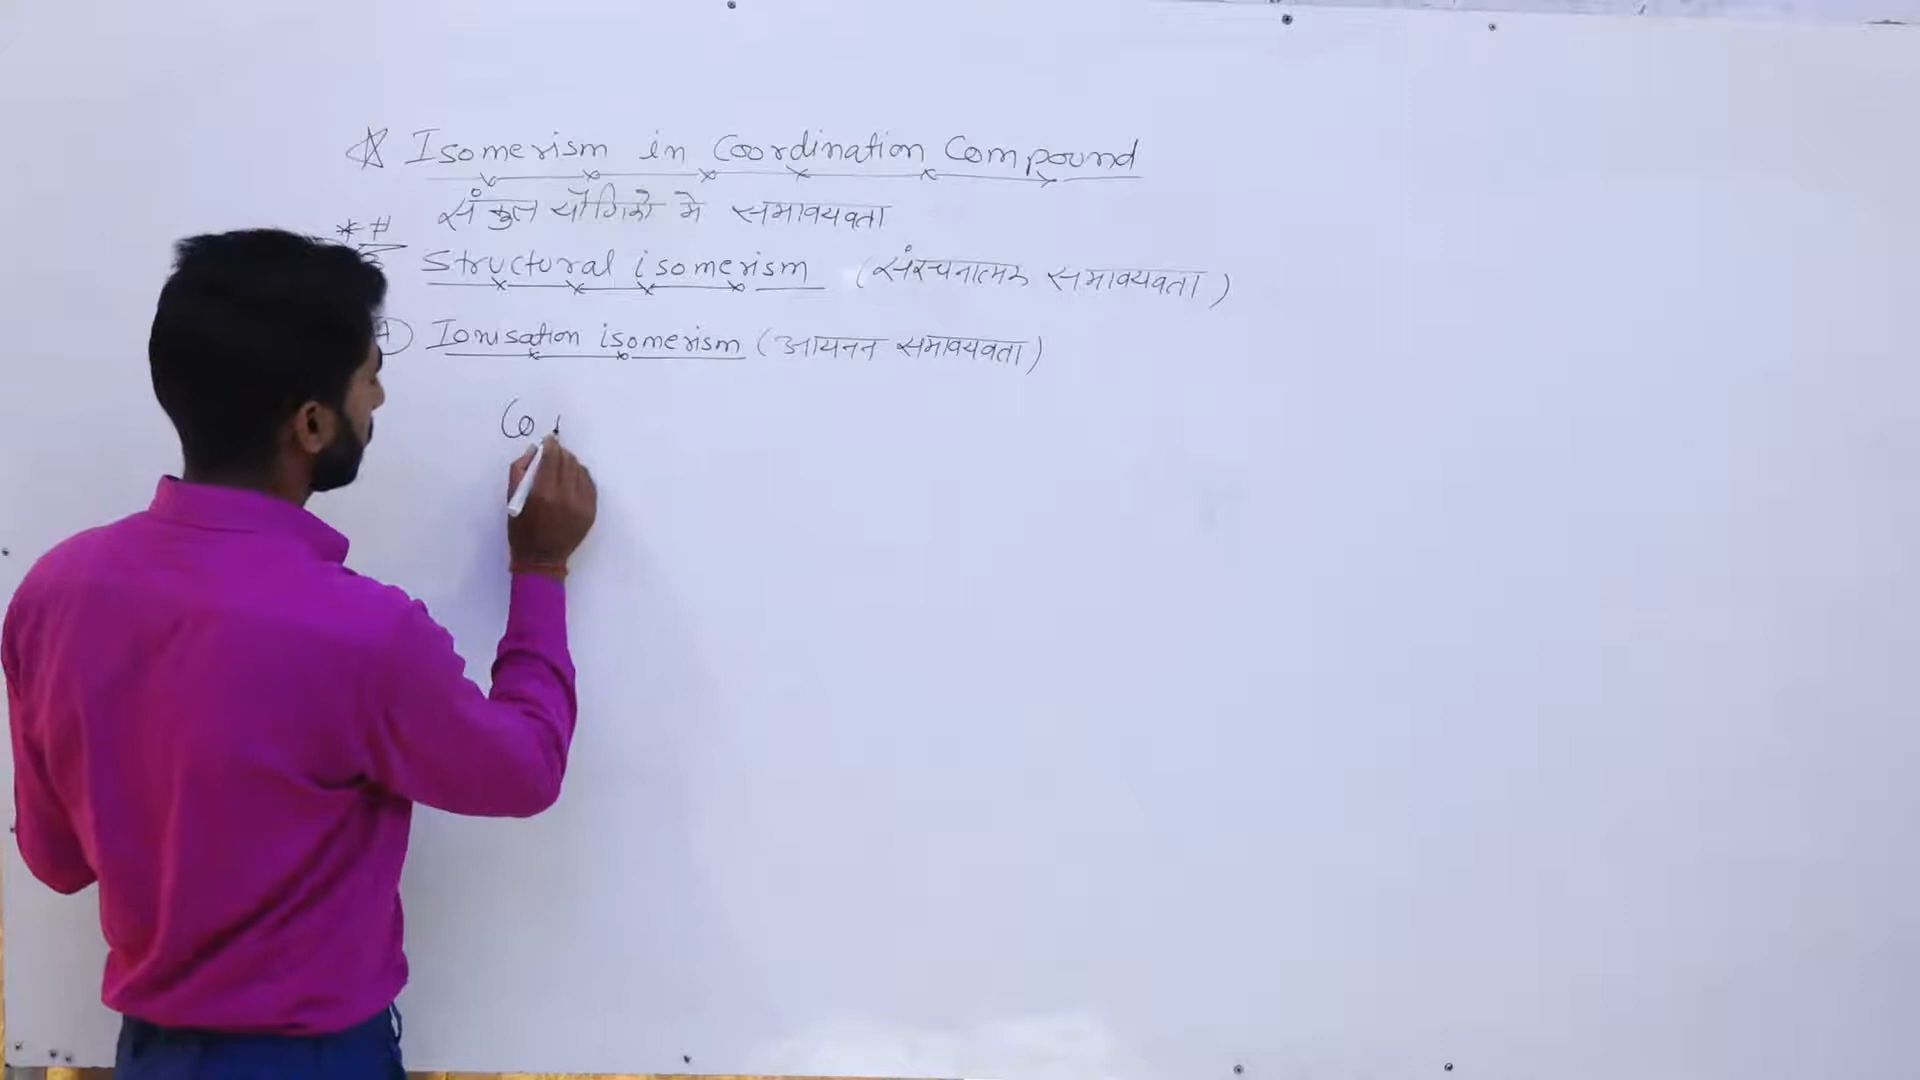 ☆ Isomerism in Coordination Compound
संकुल यौगिको मे समावयवता
*#
Structural isomerism (संरचनात्मक समावयवता)
A) Ionisation isomerism (आयनन समावयवता)
Co